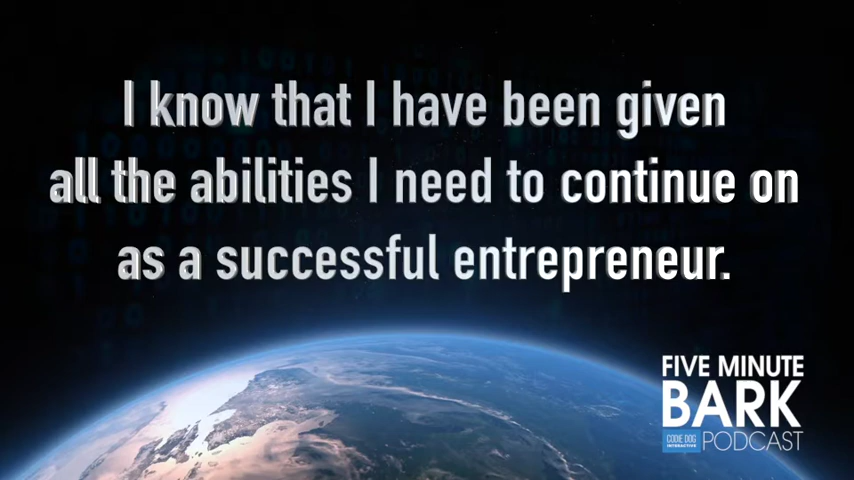 I know that I have been given
all the abilities I need to continue on
as a successful entrepreneur.
FIVE MINUTE
BARK
CODIE DOG
INTERACTIVE
PODCAST